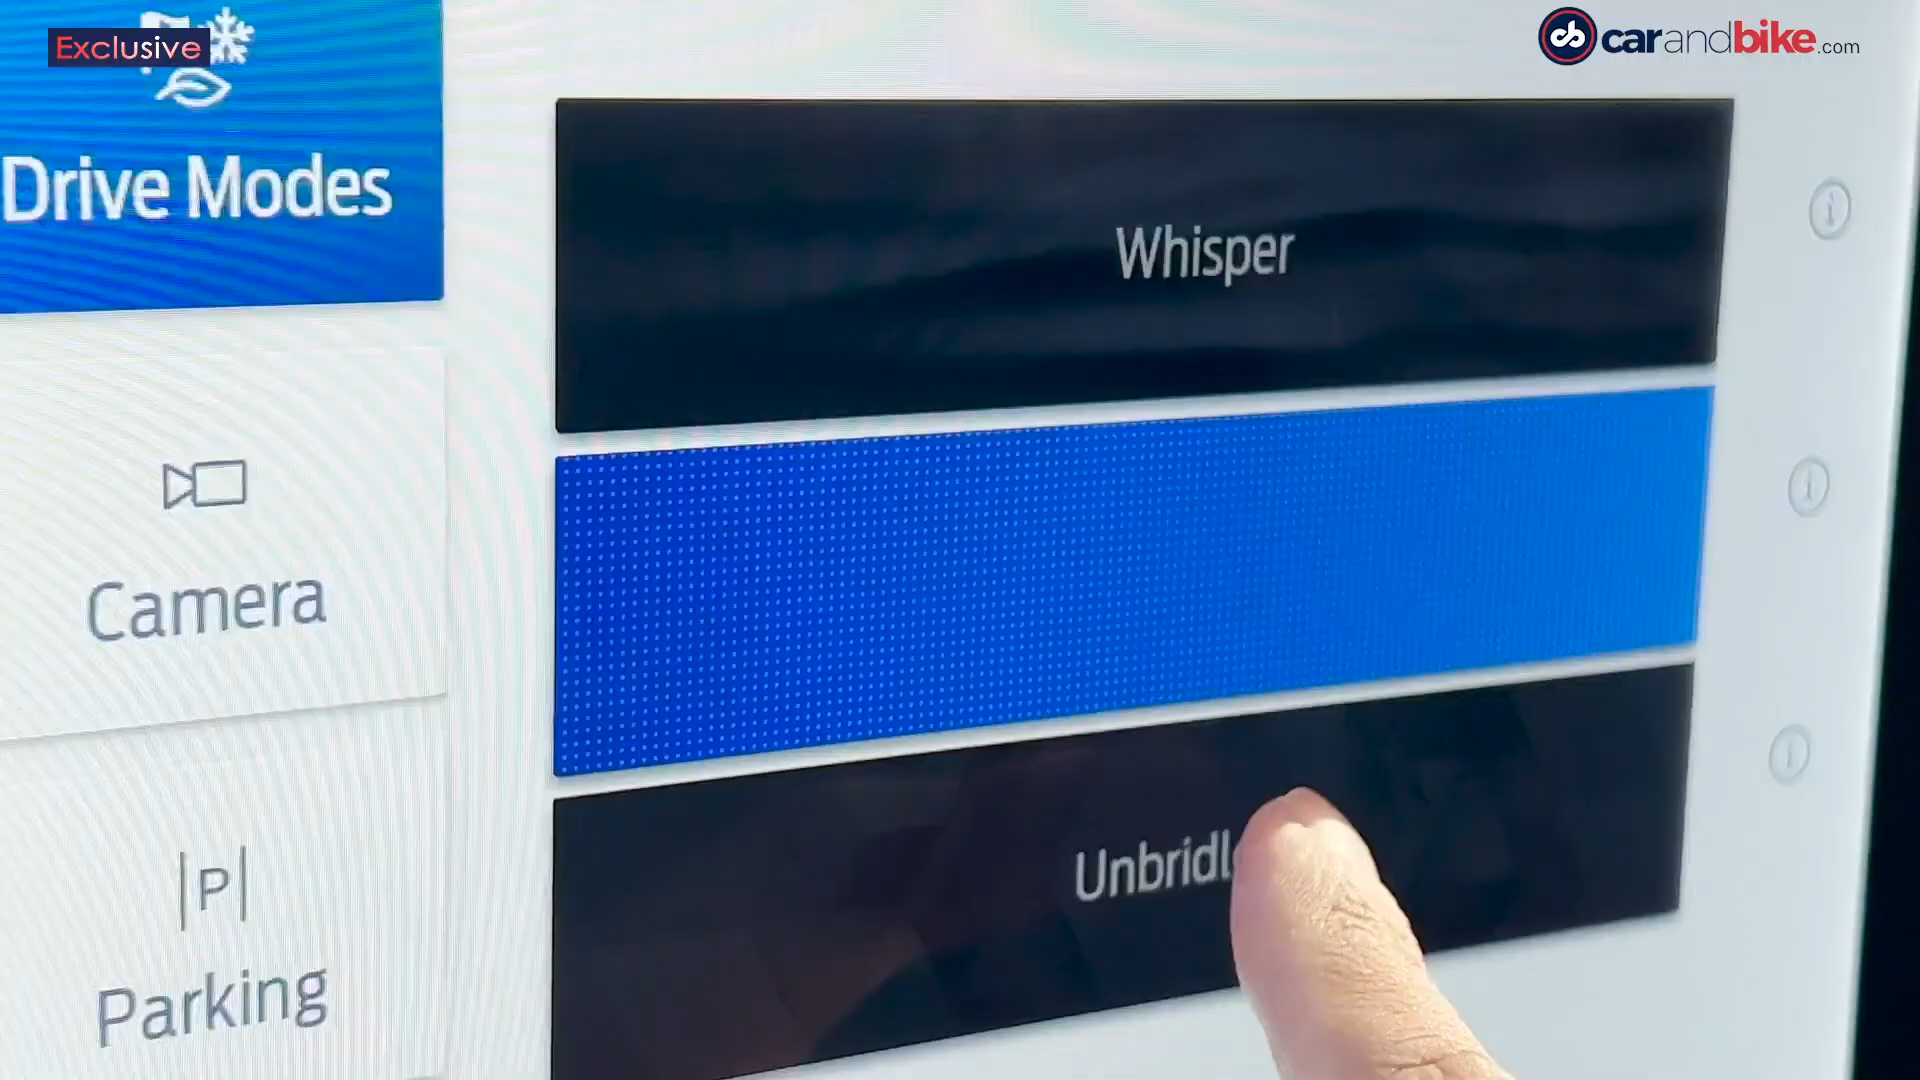 Exclusive
carandbike.com
Drive Modes
Whisper
Camera
Unbridl
P
Parking